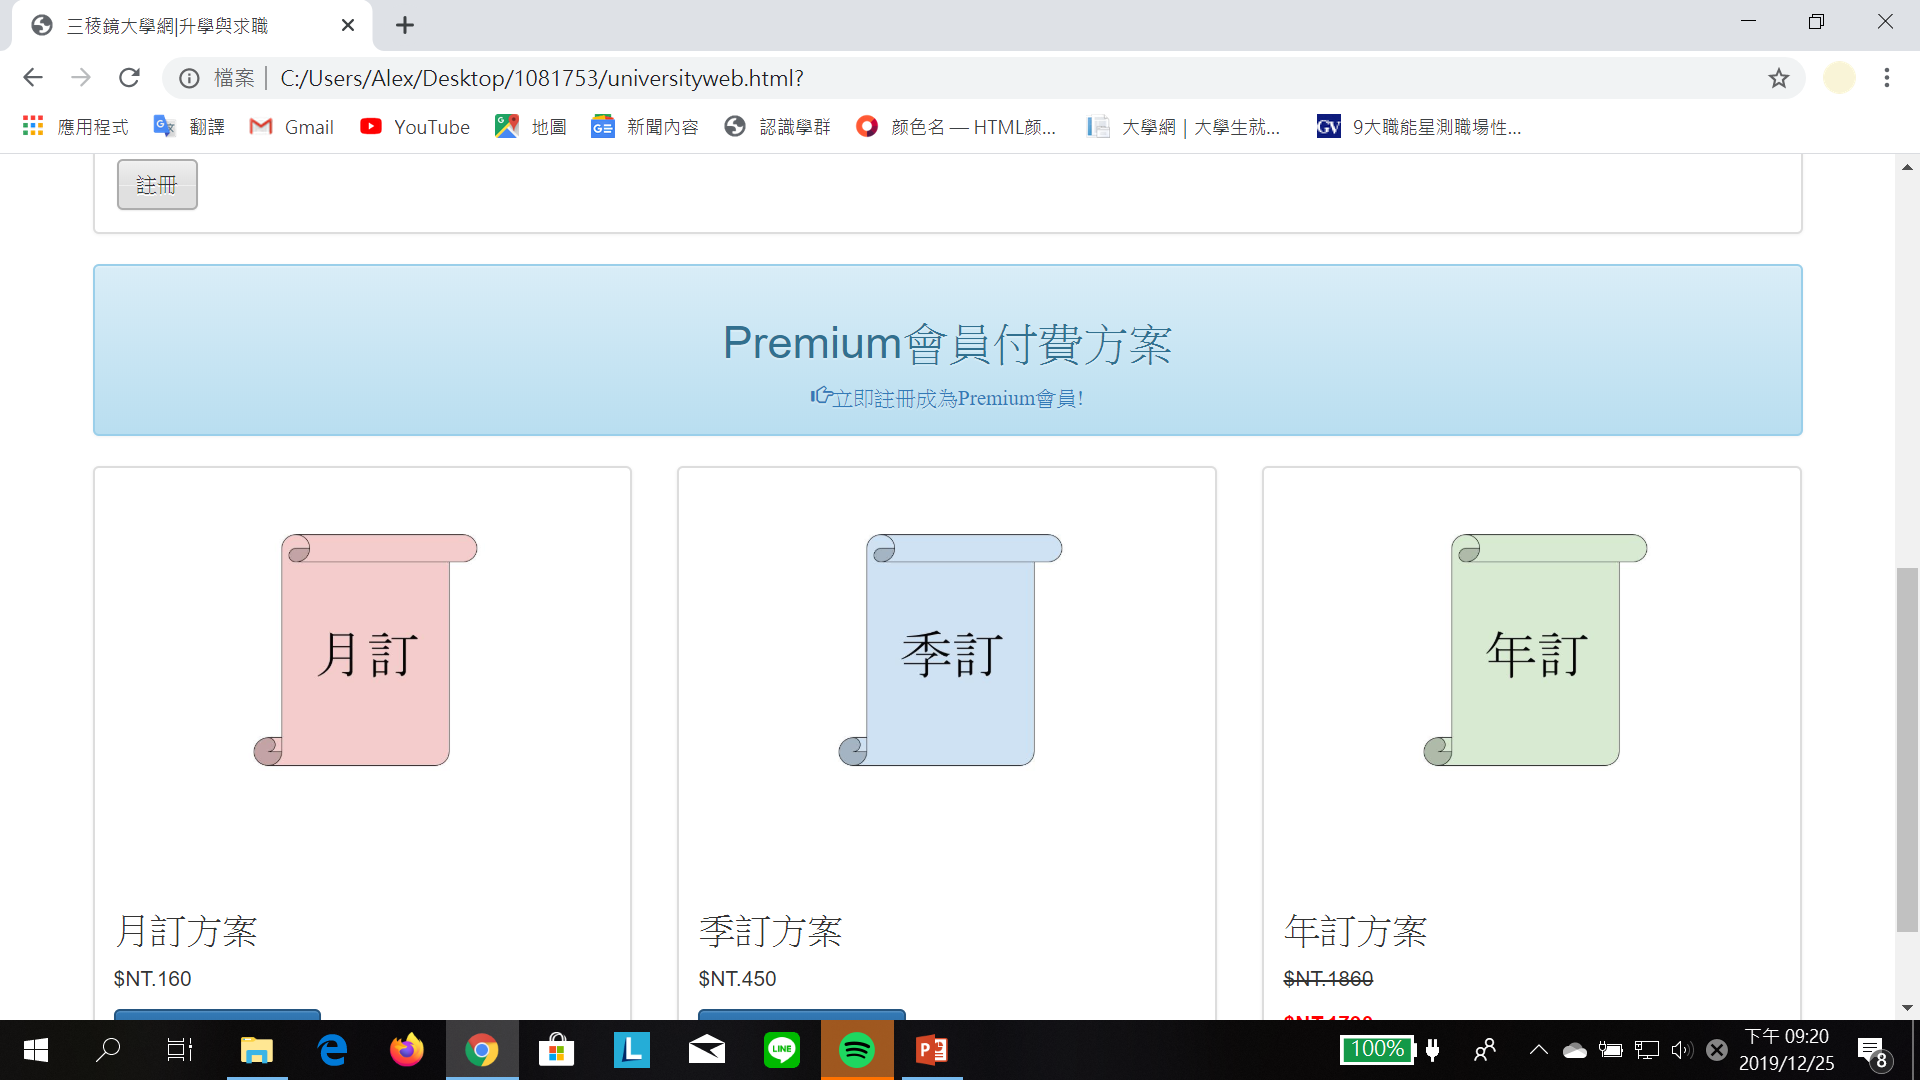 三稜鏡大學網|升學與求職
檔案 C:/Users/Alex/Desktop/1081753/universityweb.html?
應用程式 翻譯 Gmail YouTube 地圖 新聞內容 認識學群 颜色名 — HTML颜... 大學網 | 大學生就... GV 9大職能星測職場性...
註冊
Premium會員付費方案
立即註冊成為Premium會員!
月訂 季訂 年訂
月訂方案 季訂方案 年訂方案
$NT.160 $NT.450 $NT.1860
100% 下午 09:20
2019/12/25 8